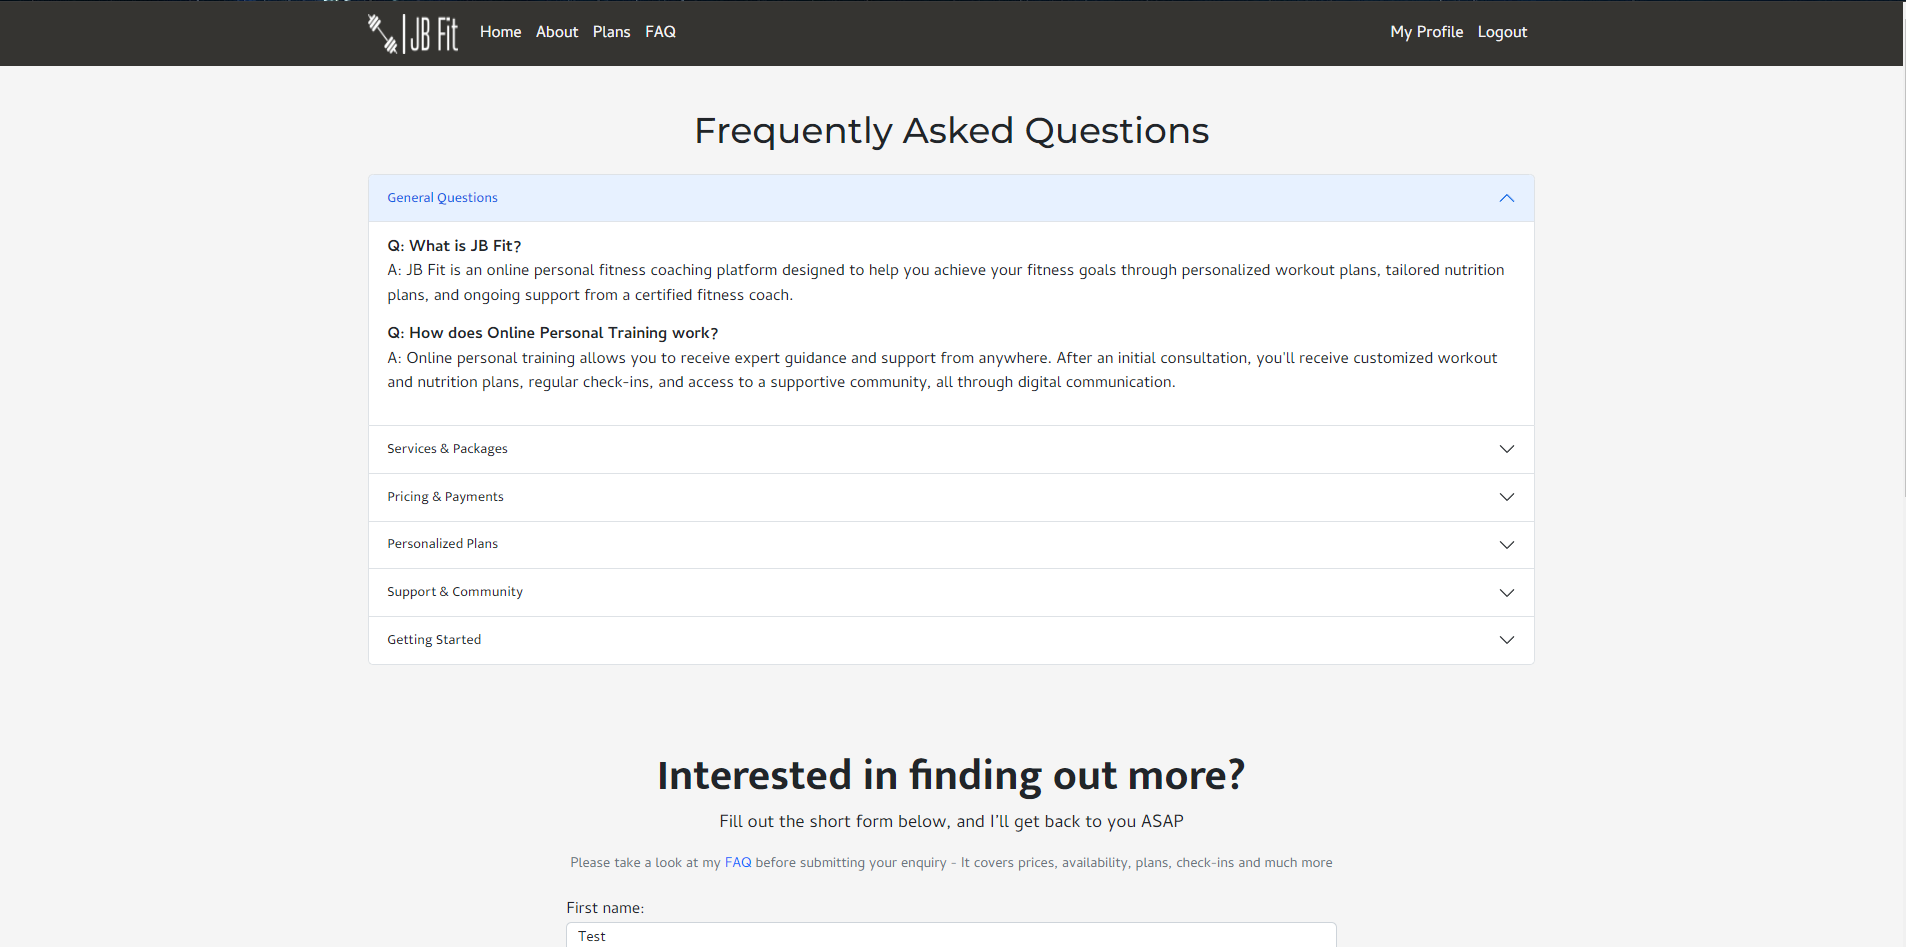 JB Fit Home About Plans FAQ My Profile Logout
Frequently Asked Questions
General Questions
Q: What is JB Fit?
A: JB Fit is an online personal fitness coaching platform designed to help you achieve your fitness goals through personalized workout plans, tailored nutrition
plans, and ongoing support from a certified fitness coach.
Q: How does Online Personal Training work?
A: Online personal training allows you to receive expert guidance and support from anywhere. After an initial consultation, you'll receive customized workout
and nutrition plans, regular check-ins, and access to a supportive community, all through digital communication.
Services & Packages
Pricing & Payments
Personalized Plans
Support & Community
Getting Started
Interested in finding out more?
Fill out the short form below, and I'll get back to you ASAP
Please take a look at my FAQ before submitting your enquiry - It covers prices, availability, plans, check-ins and much more
First name:
Test